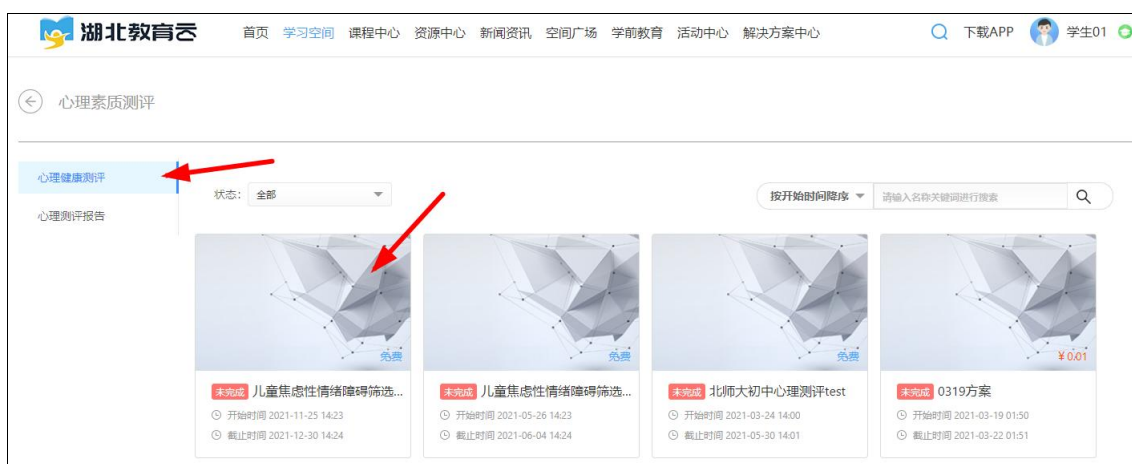 湖北教育云 首页 学习空间 课程中心 资源中心 新闻资讯 空间广场 学前教育 活动中心 解决方案中心 下载APP 学生01
心理素质测评
心理健康测评
心理测评报告
状态: 全部 按开始时间降序 请输入名称关键词进行搜索
免费 免费 免费 ¥0.01
未完成 儿童焦虑性情绪障碍筛选... 未完成 儿童焦虑性情绪障碍筛选... 未完成 北师大初中心理测评test 未完成 0319方案
开始时间 2021-11-25 14:23 开始时间 2021-05-26 14:23 开始时间 2021-03-24 14:00 开始时间 2021-03-19 01:50
截止时间 2021-12-30 14:24 截止时间 2021-06-04 14:24 截止时间 2021-05-30 14:01 截止时间 2021-03-22 01:51